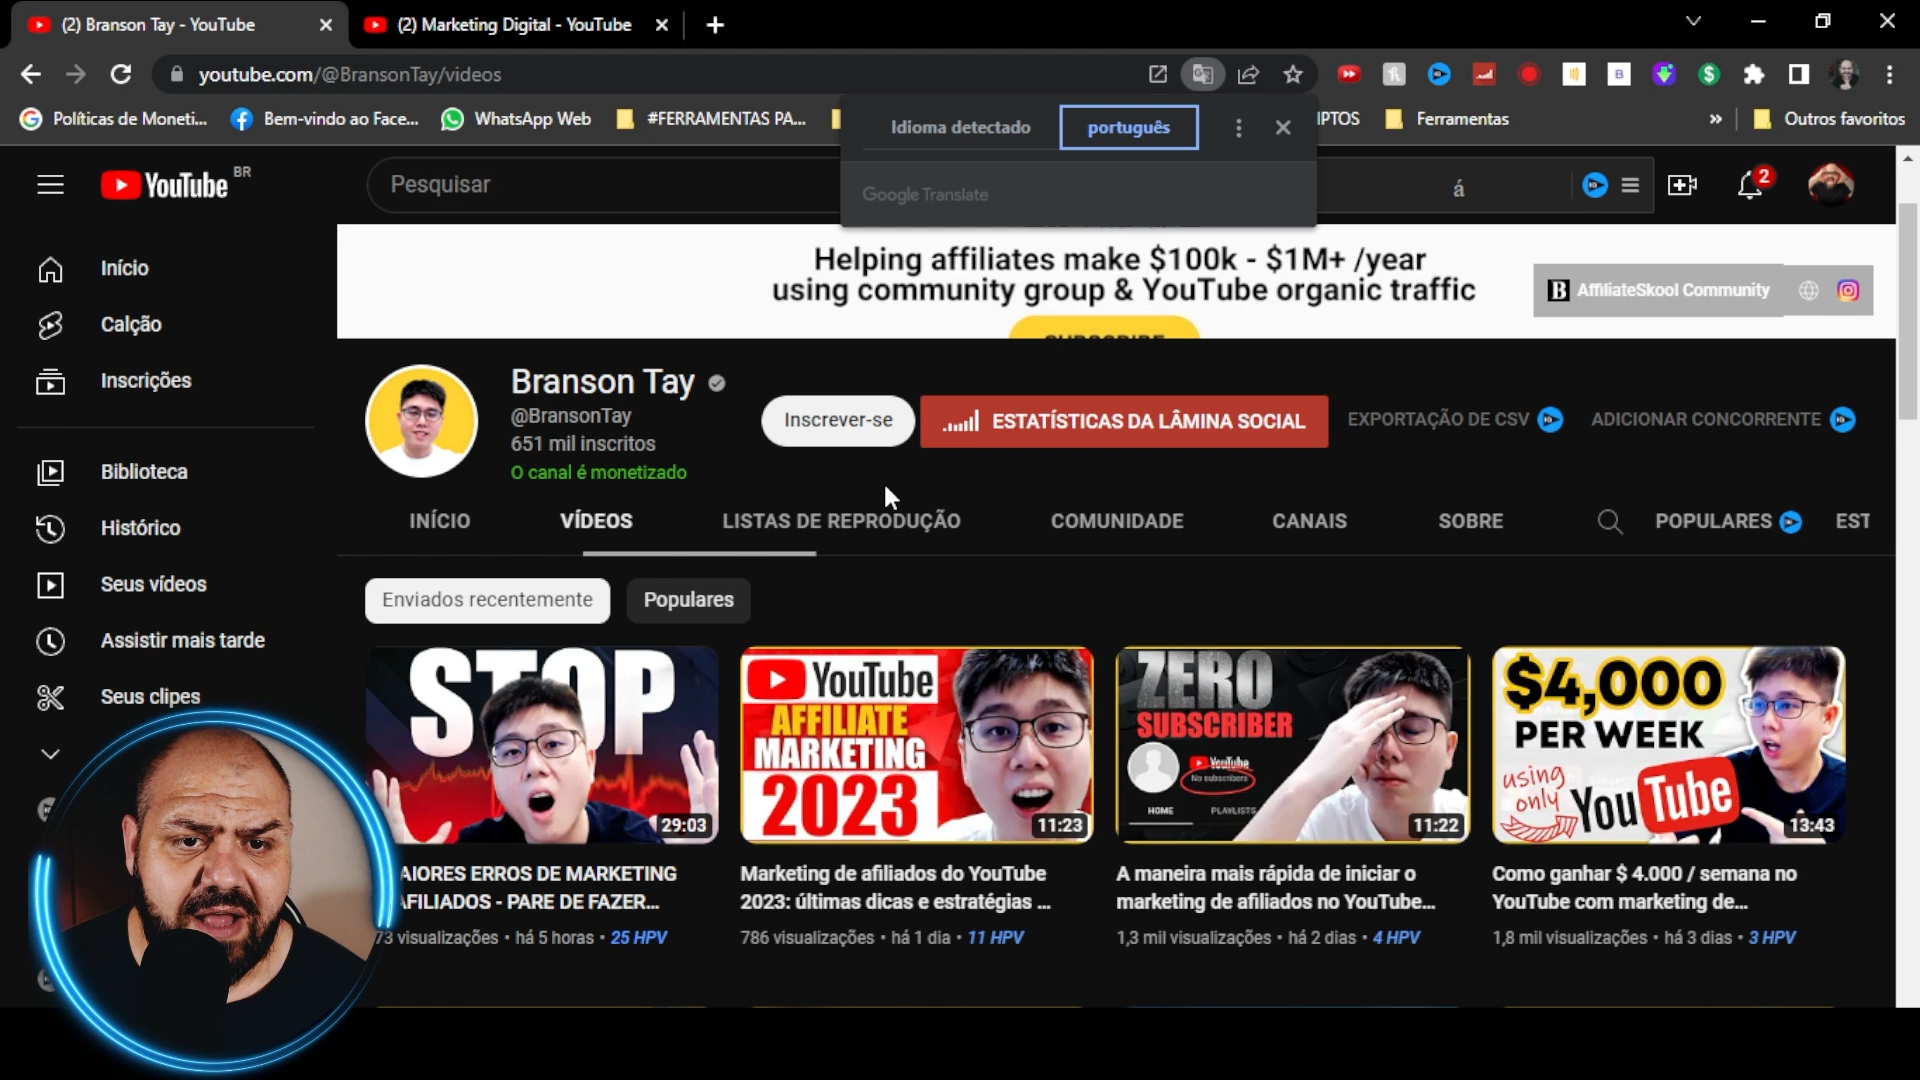 (2) Branson Tay - YouTube
(2) Marketing Digital - YouTube
youtube.com/@BransonTay/videos
Políticas de Moneti...
Bem-vindo ao Face...
WhatsApp Web
#FERRAMENTAS PA...
IPTOS
Ferramentas
»
Outros favoritos
Idioma detectado
português
Google Translate
YouTube BR
Pesquisar
á
2
Início
Calção
Inscrições
Biblioteca
Histórico
Seus vídeos
Assistir mais tarde
Seus clipes
Helping affiliates make $100k - $1M+ /year
using community group & YouTube organic traffic
SUBSCRIBE
B AffiliateSkool Community
Branson Tay
@BransonTay
651 mil inscritos
O canal é monetizado
Inscrever-se
ESTATÍSTICAS DA LÂMINA SOCIAL
EXPORTAÇÃO DE CSV
ADICIONAR CONCORRENTE
INÍCIO
VÍDEOS
LISTAS DE REPRODUÇÃO
COMUNIDADE
CANAIS
SOBRE
POPULARES
EST
Enviados recentemente
Populares
STOP
29:03
AIORES ERROS DE MARKETING
AFILIADOS - PARE DE FAZER...
73 visualizações • há 5 horas • 25 HPV
YouTube
AFFILIATE
MARKETING
2023
11:23
Marketing de afiliados do YouTube
2023: últimas dicas e estratégias ...
786 visualizações • há 1 dia • 11 HPV
ZERO
SUBSCRIBER
YouTube
No subscribers
HOME
PLAYLISTS
11:22
A maneira mais rápida de iniciar o
marketing de afiliados no YouTube...
1,3 mil visualizações • há 2 dias • 4 HPV
$4,000
PER WEEK
using
only
YouTube
13:43
Como ganhar $ 4.000 / semana no
YouTube com marketing de...
1,8 mil visualizações • há 3 dias • 3 HPV